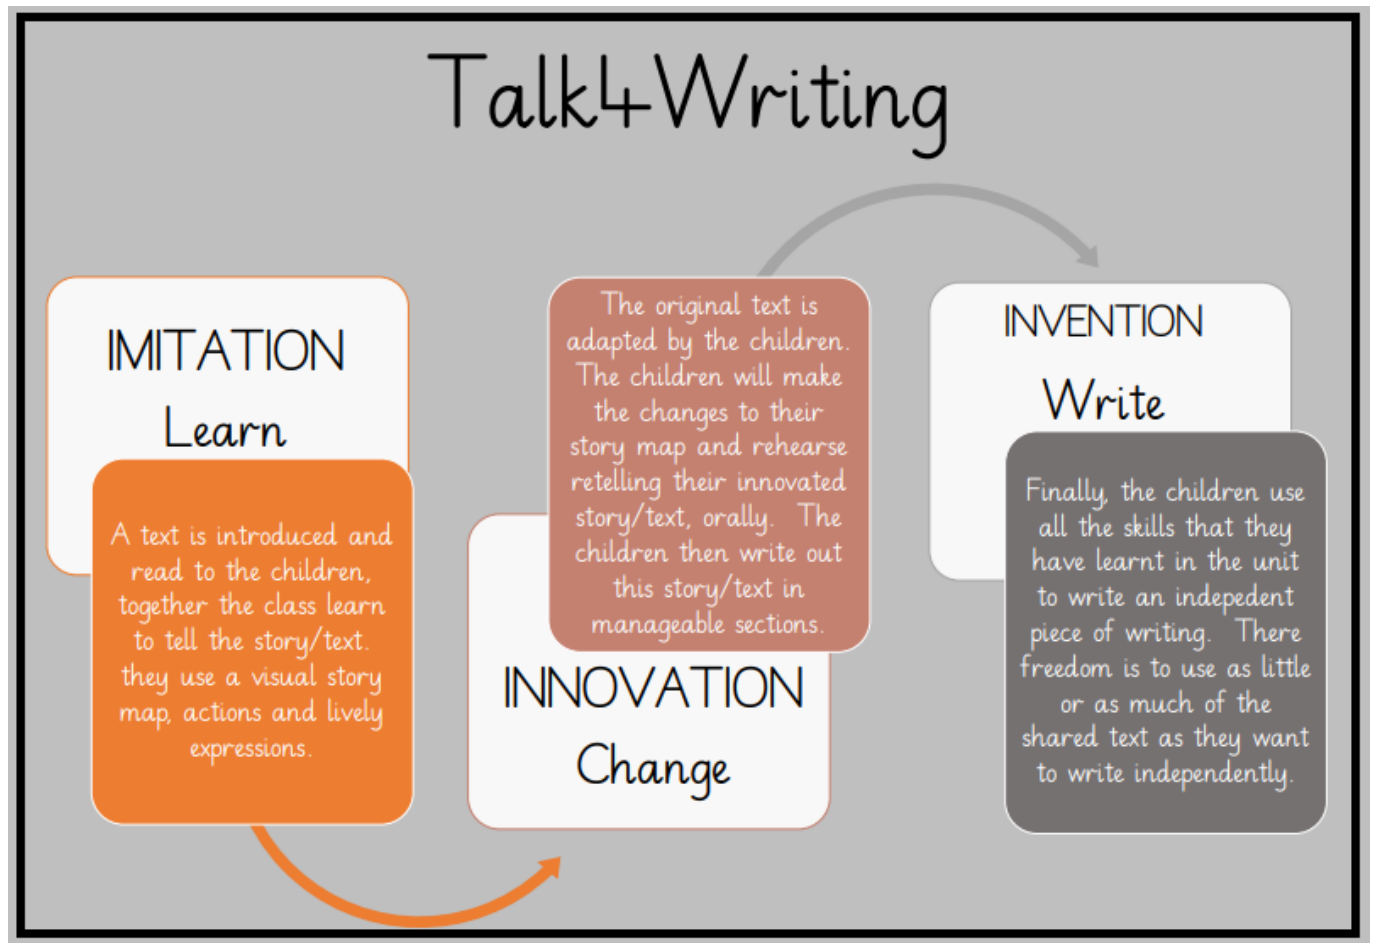 Talk4Writing
IMITATION
Learn
A text is introduced and
read to the children,
together the class learn
to tell the story/text.
they use a visual story
map, actions and lively
expressions.
The original text is
adapted by the children.
The children will make
the changes to their
story map and rehearse
retelling their innovated
story/text, orally. The
children then write out
this story/text in
manageable sections.
INNOVATION
Change
INVENTION
Write
Finally, the children use
all the skills that they
have learnt in the unit
to write an indepedent
piece of writing. There
freedom is to use as little
or as much of the
shared text as they want
to write independently.